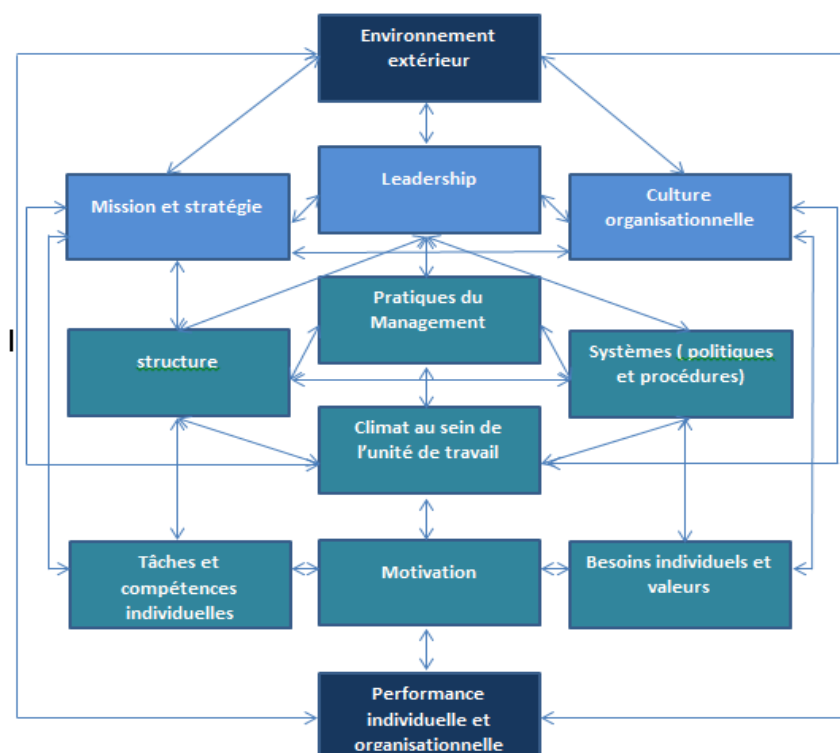 Environnement
extérieur
Leadership
Mission et stratégie
Culture
organisationnelle
Pratiques du
Management
structure
Systèmes ( politiques
et procédures)
Climat au sein de
l'unité de travail
Tâches et
compétences
individuelles
Motivation
Besoins individuels et
valeurs
Performance
individuelle et
organisationnelle